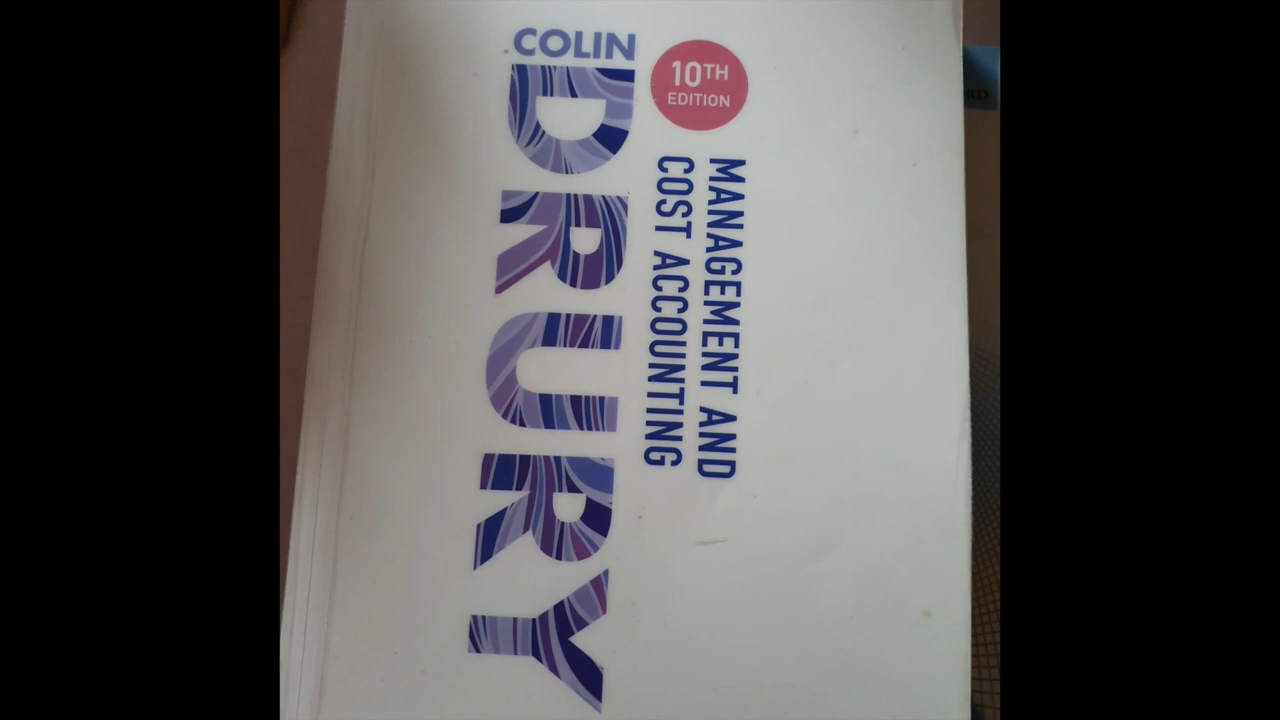 MANAGEMENT AND
COST ACCOUNTING
10TH
EDITION
COLIN
DRURY